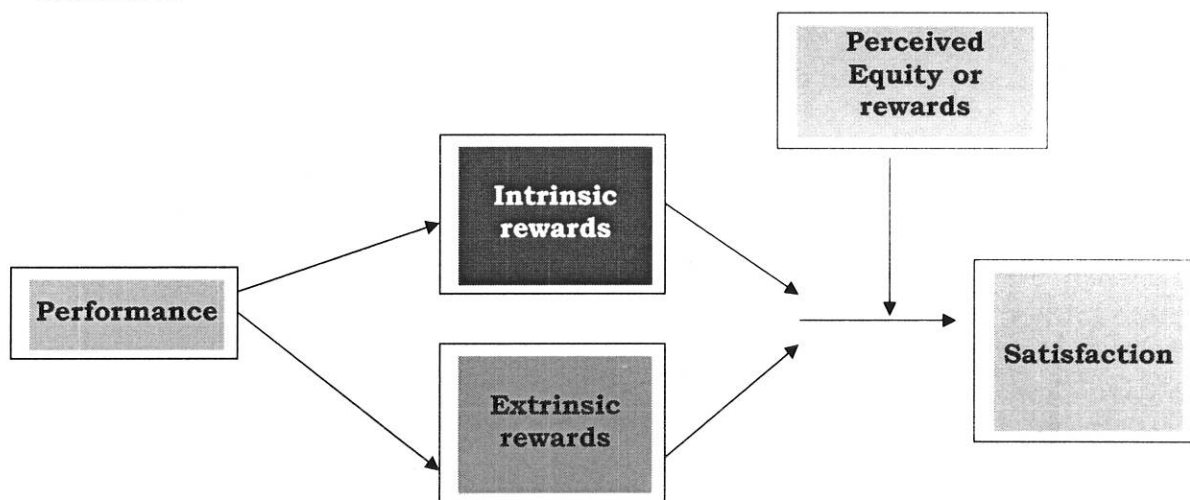 Perceived
Equity or
rewards
Intrinsic
rewards
Performance
Satisfaction
Extrinsic
rewards